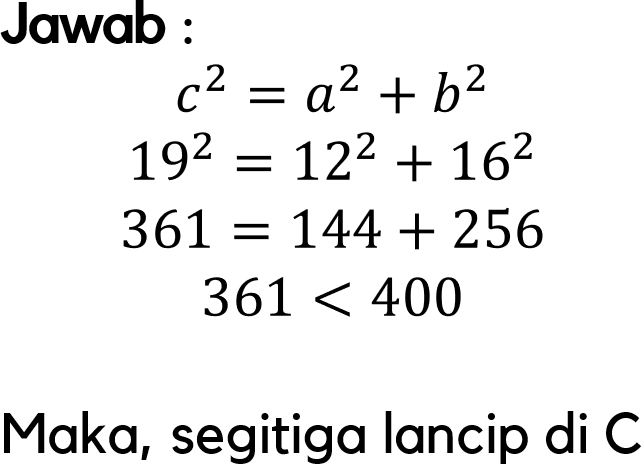 Jawab :
c² = a² + b²
19² = 12² + 16²
361 = 144 + 256
361 < 400
Maka, segitiga lancip di C